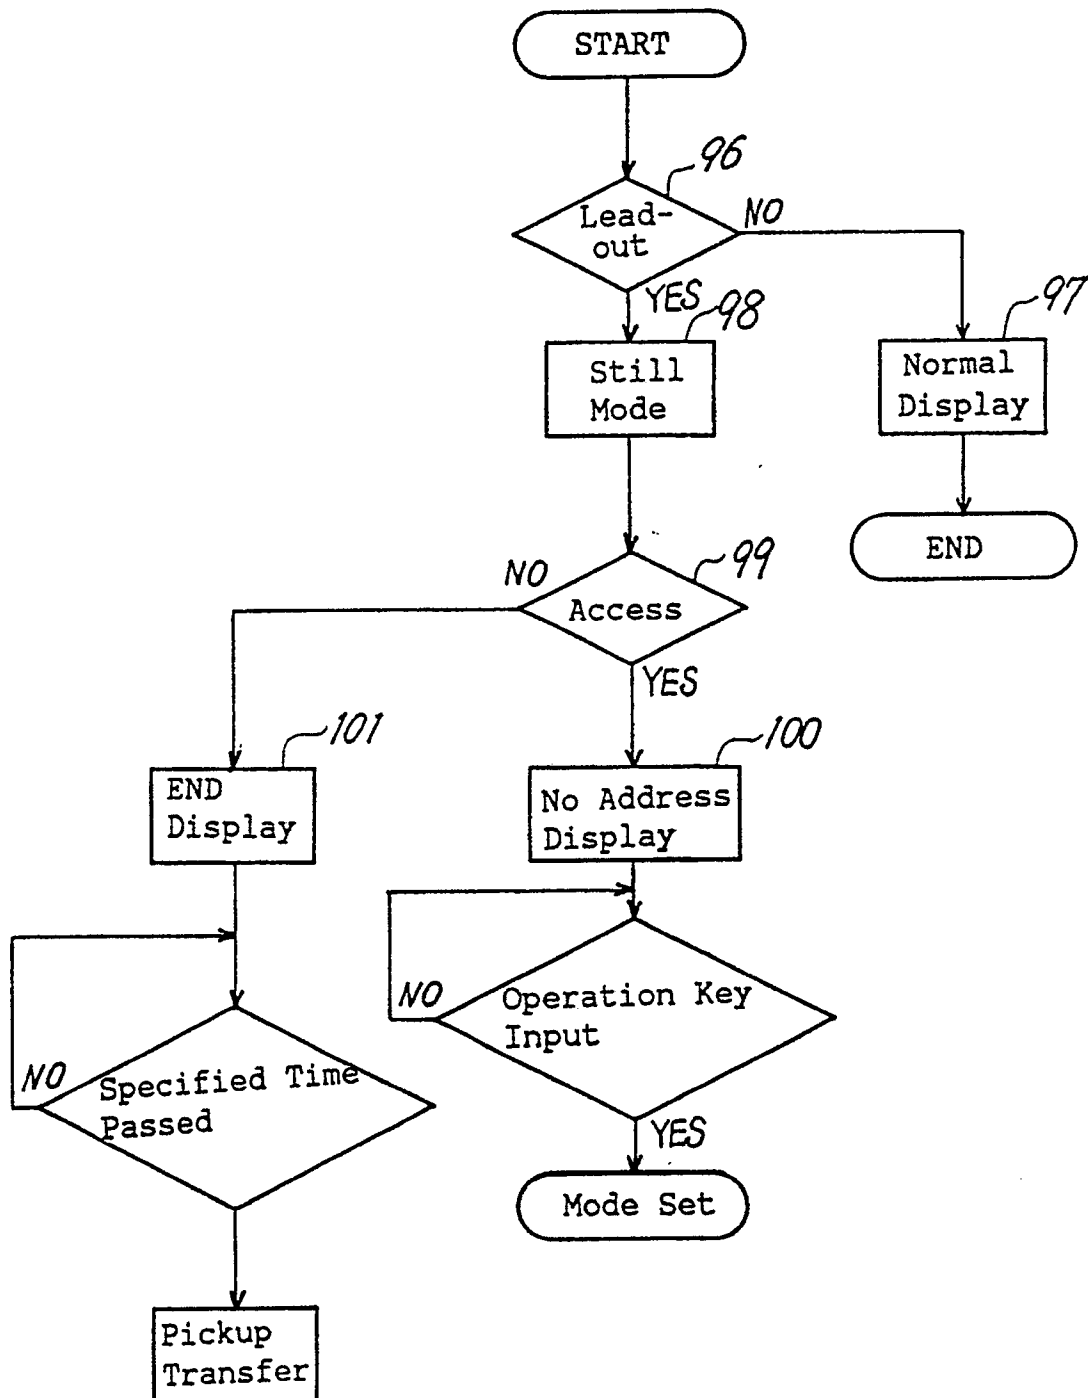 START
96
Lead-
out
NO
YES
98
97
Still
Mode
Normal
Display
END
NO
99
Access
YES
101
100
END
Display
No Address
Display
NO
Operation Key
Input
NO
Specified Time
Passed
YES
Mode Set
Pickup
Transfer